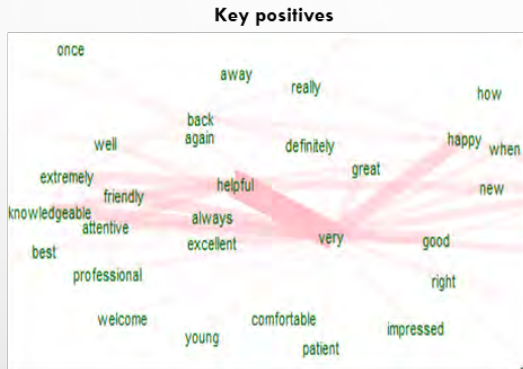 Key positives
once
away
really
how
back
again
happy
well
definitely
when
great
extremely
helpful
new
friendly
knowledgeable
always
attentive
very
good
excellent
best
professional
right
welcome
comfortable
impressed
young
patient